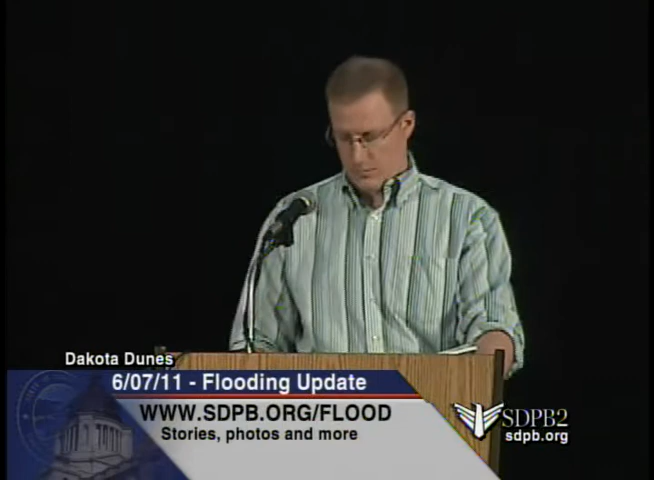 Dakota Dunes
6/07/11 - Flooding Update
WWW.SDPB.ORG/FLOOD
Stories, photos and more
SDPB2
sdpb.org